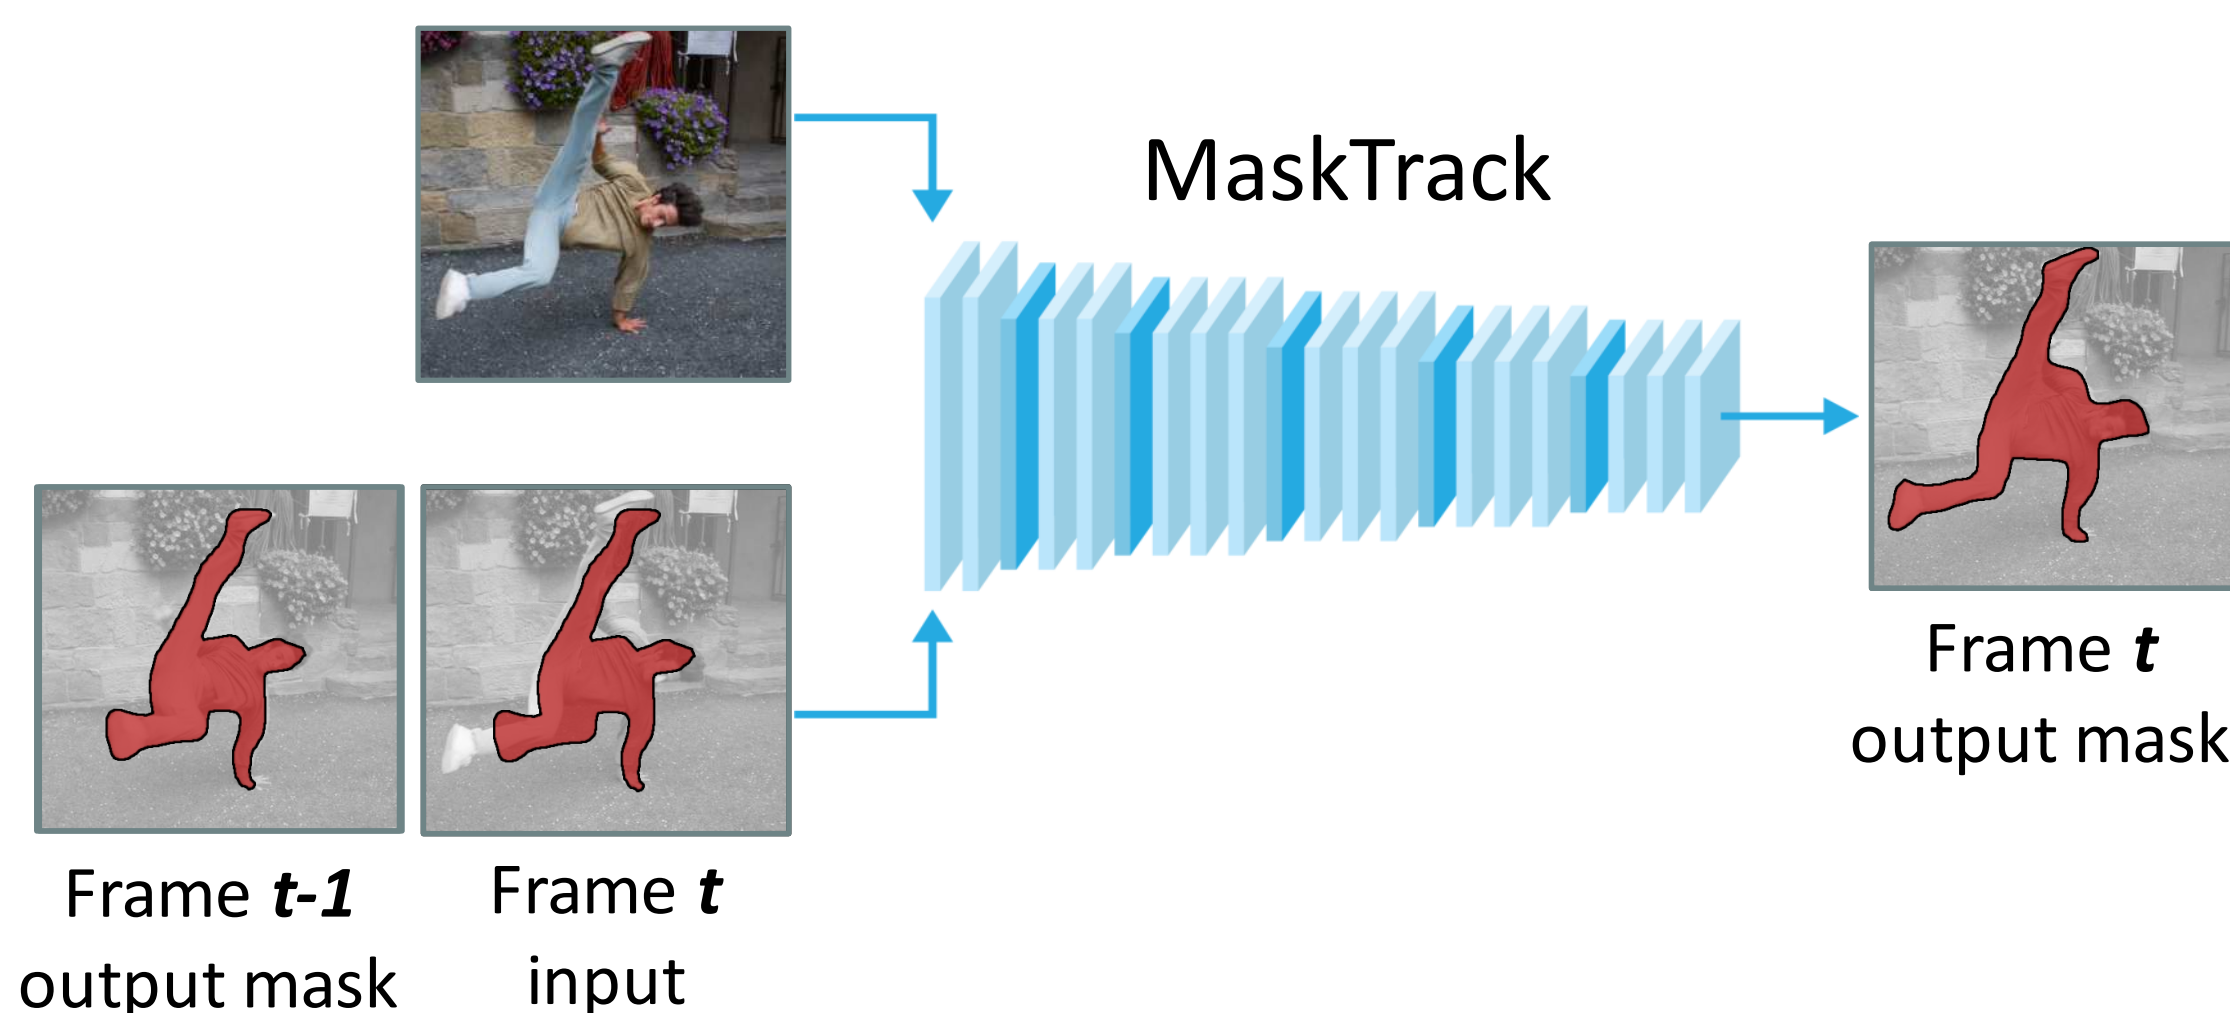 MaskTrack
Frame t
output mask
Frame t-1
output mask
Frame t
input